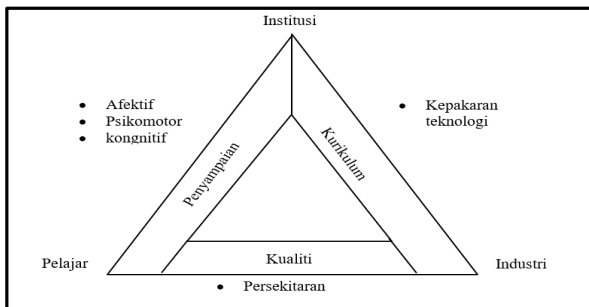 Institusi
• Afektif
• Psikomotor
• kongnitif
• Kepakaran
teknologi
Penyampaian
Kurikulum
Pelajar
Kualiti
Industri
• Persekitaran